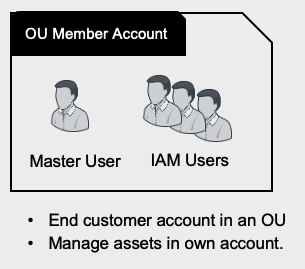 OU Member Account
Master User
IAM Users
• End customer account in an OU
• Manage assets in own account.